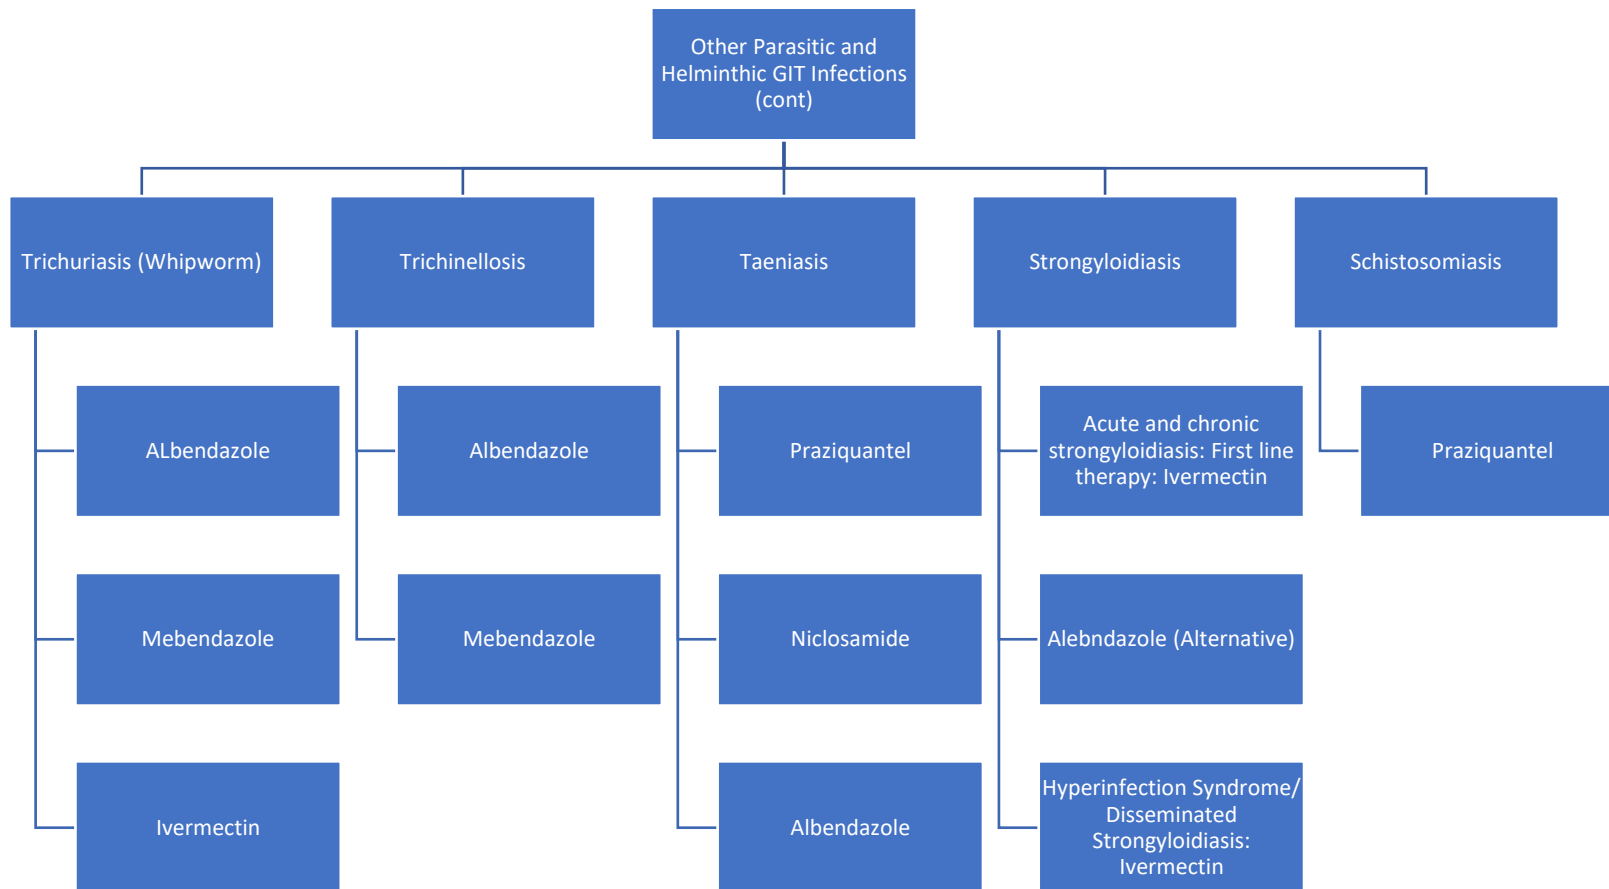 Other Parasitic and
Helminthic GIT Infections
(cont)
Trichuriasis (Whipworm)
ALbendazole
Mebendazole
Ivermectin
Trichinellosis
Albendazole
Mebendazole
Taeniasis
Praziquantel
Niclosamide
Albendazole
Strongyloidiasis
Acute and chronic
strongyloidiasis: First line
therapy: Ivermectin
Alebndazole (Alternative)
Hyperinfection Syndrome/
Disseminated
Strongyloidiasis:
Ivermectin
Schistosomiasis
Praziquantel